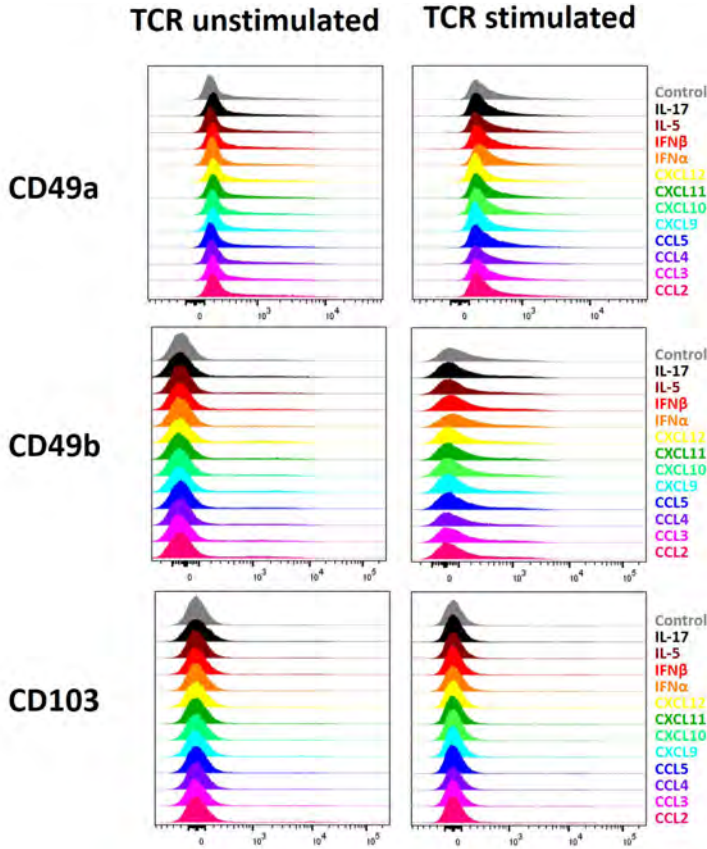 TCR unstimulated TCR stimulated
CD49a
Control
IL-17
IL-5
IFNβ
IFNα
CXCL12
CXCL11
CXCL10
CXCL9
CCL5
CCL4
CCL3
CCL2
0 10³ 10⁴ 0 10³ 10⁴
CD49b
Control
IL-17
IL-5
IFNβ
IFNα
CXCL12
CXCL11
CXCL10
CXCL9
CCL5
CCL4
CCL3
CCL2
0 10³ 10⁴ 10⁵ 0 10³ 10⁴ 10⁵
CD103
Control
IL-17
IL-5
IFNβ
IFNα
CXCL12
CXCL11
CXCL10
CXCL9
CCL5
CCL4
CCL3
CCL2
0 10³ 10⁴ 10⁵ 0 10³ 10⁴ 10⁵